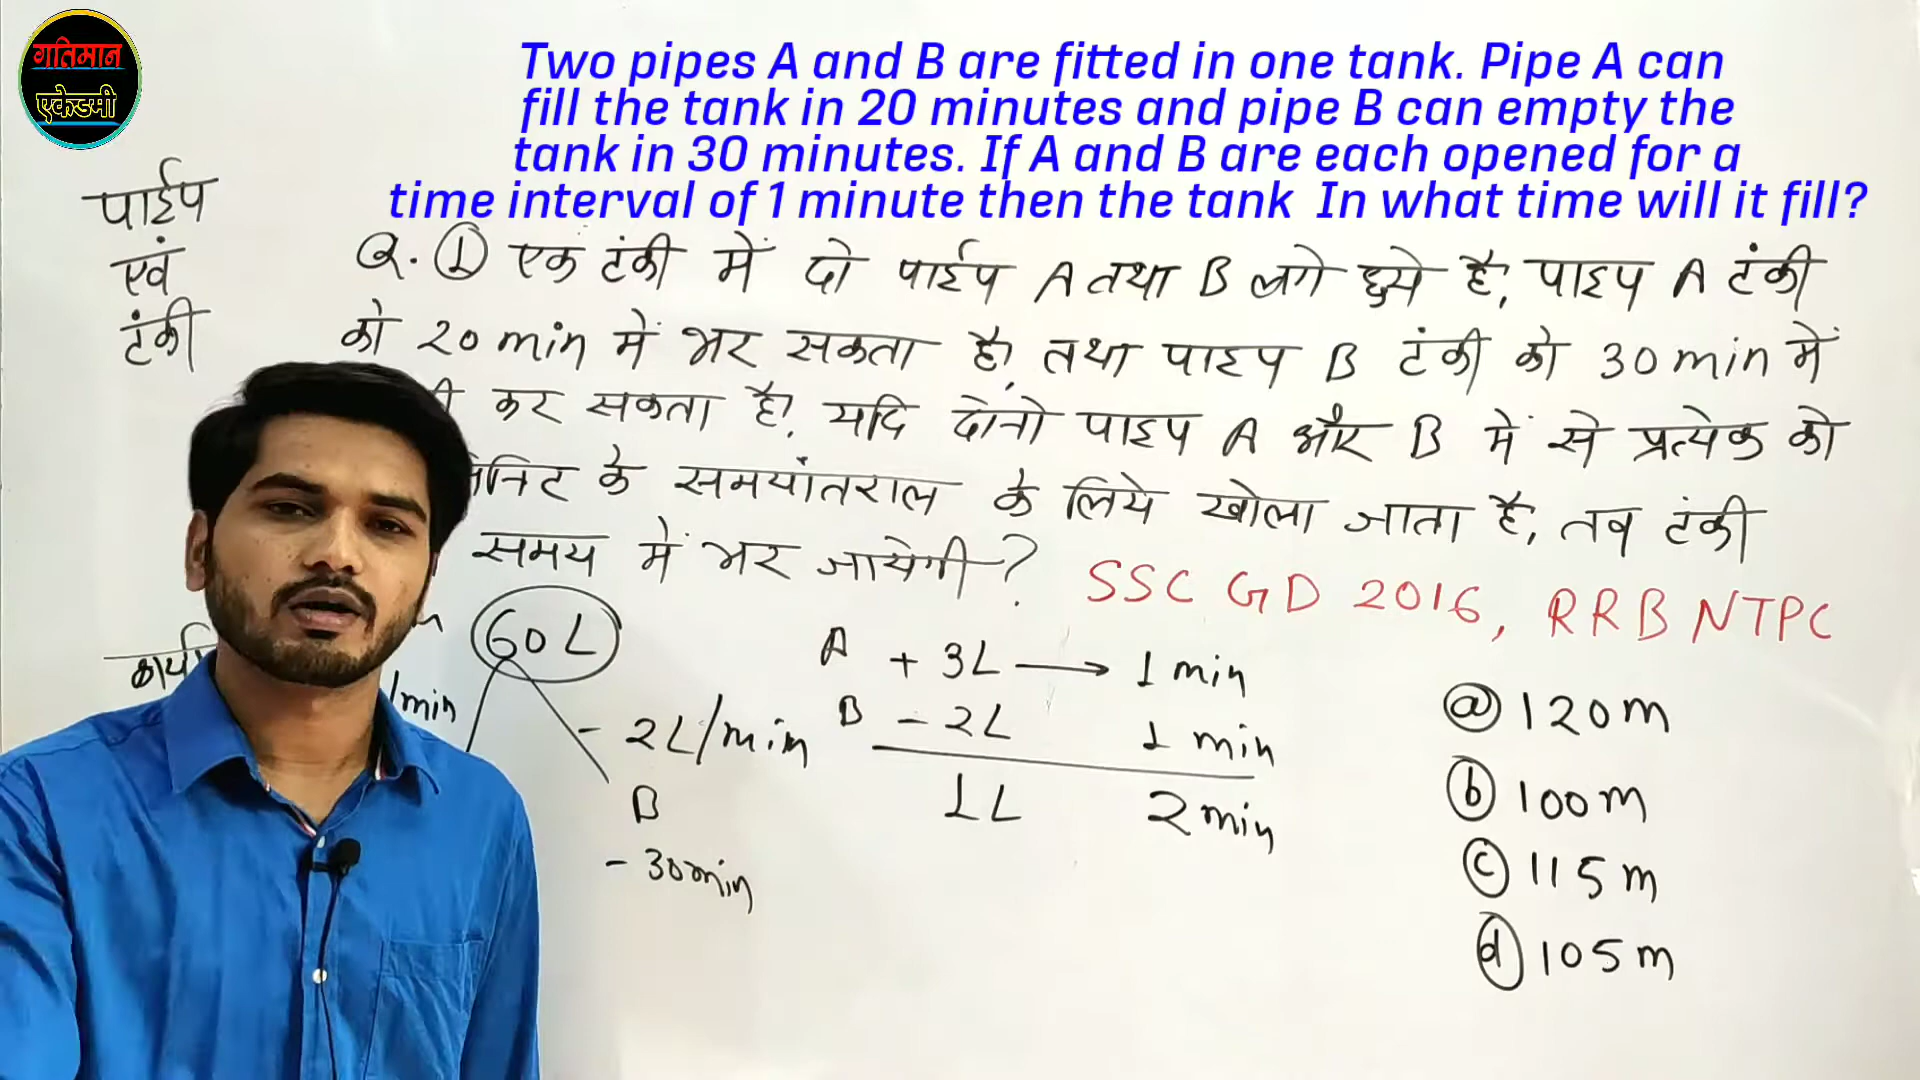 गतिमान
एकेडमी
Two pipes A and B are fitted in one tank. Pipe A can
fill the tank in 20 minutes and pipe B can empty the
tank in 30 minutes. If A and B are each opened for a
time interval of 1 minute then the tank In what time will it fill?
पाईप
एवं
टंकी
Q. ① एक टंकी में दो पाईप A तथा B लगे हुये है, पाइप A टंकी
को 20 min में भर सकता है, तथा पाइप B टंकी को 30 min में
कर सकता है, यदि दोनो पाइप A और B में से प्रत्येक को
के समयांतराल के लिये खोला जाता है, तब टंकी
समय में भर जायेगी?
SSC GD 2016, RRB NTPC
60 L
/min
- 2L/min
B
- 30min
A + 3L → 1 min
B - 2L 1 min
1L 2 min
ⓐ 120m
ⓑ 100m
ⓒ 115m
ⓓ 105m